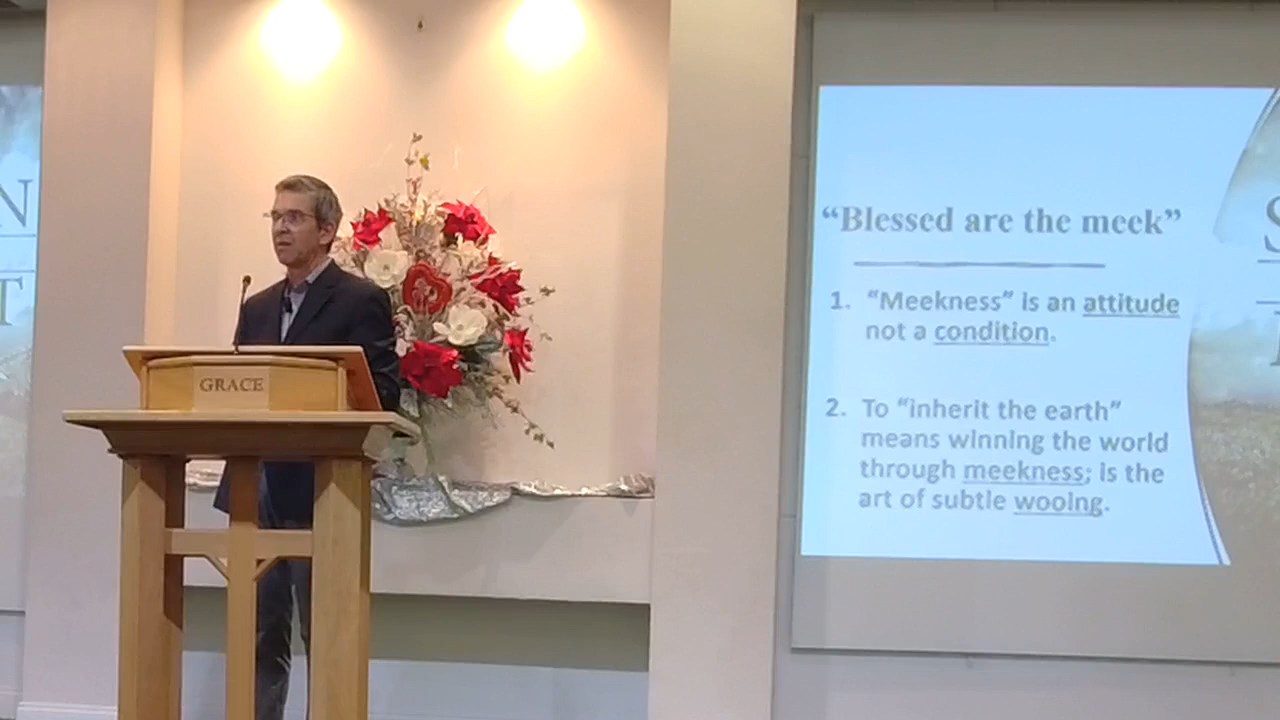 N
T
GRACE
“Blessed are the meek”
1. “Meekness” is an attitude
not a condition.
2. To “inherit the earth”
means winning the world
through meekness; is the
art of subtle wooing.
S